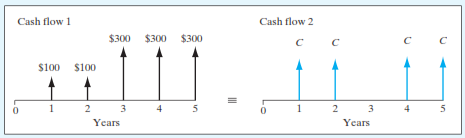 Cash flow 1
$300 $300 $300
$100 $100
0 1 2 3 4 5
Years
≡
Cash flow 2
C C C C
0 1 2 3 4 5
Years